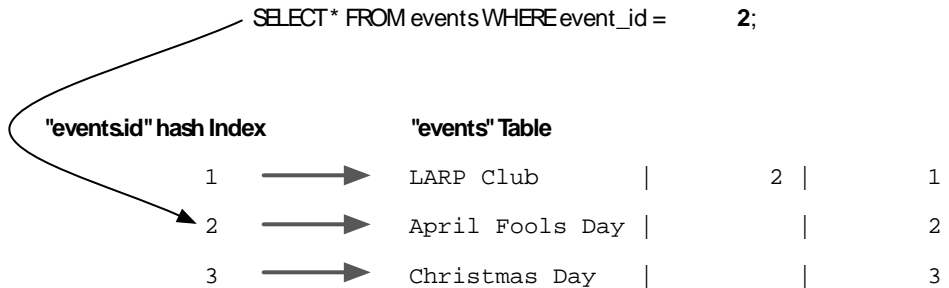 SELECT * FROM events WHERE event_id = 2;
"events.id" hash Index "events" Table
1 LARP Club | 2 | 1
2 April Fools Day | | 2
3 Christmas Day | | 3